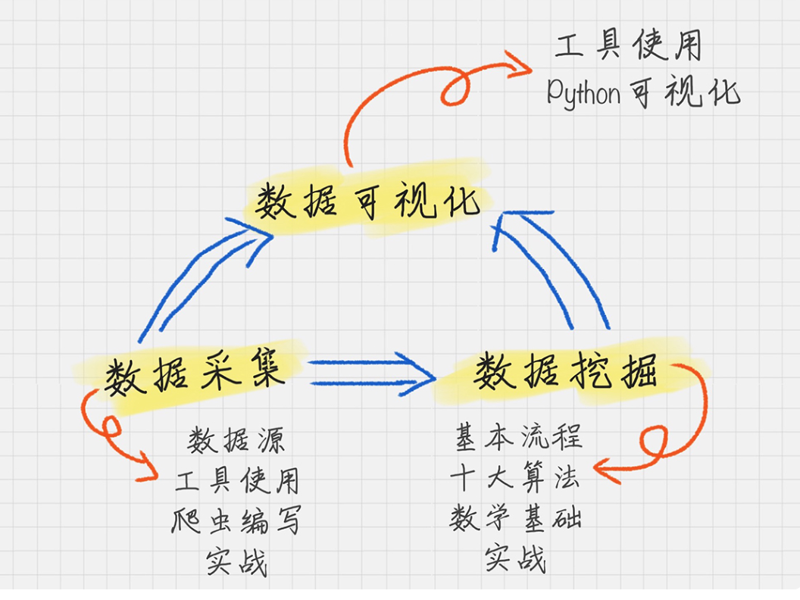 工具使用
Python可视化
数据可视化
数据采集
数据挖掘
数据源
工具使用
爬虫编写
实战
基本流程
十大算法
数学基础
实战